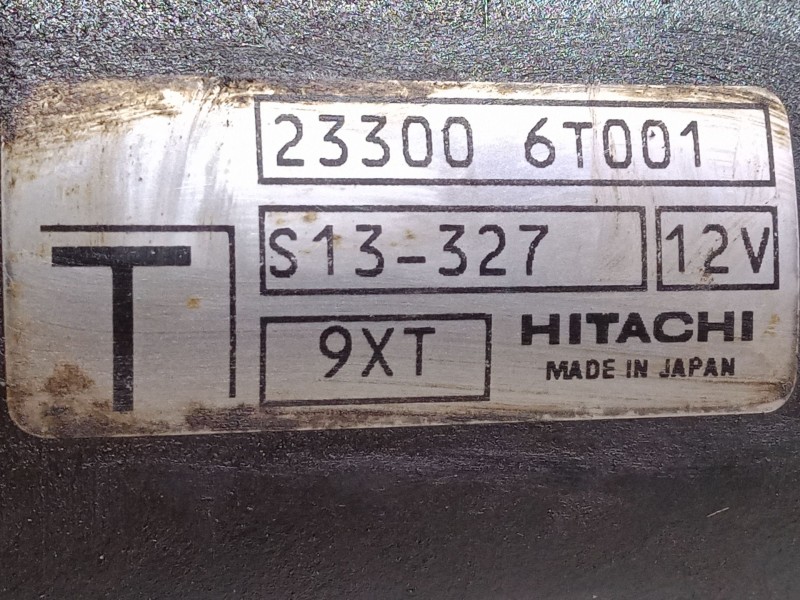 23300 6T001
S13-327 12V
T
9XT HITACHI
MADE IN JAPAN